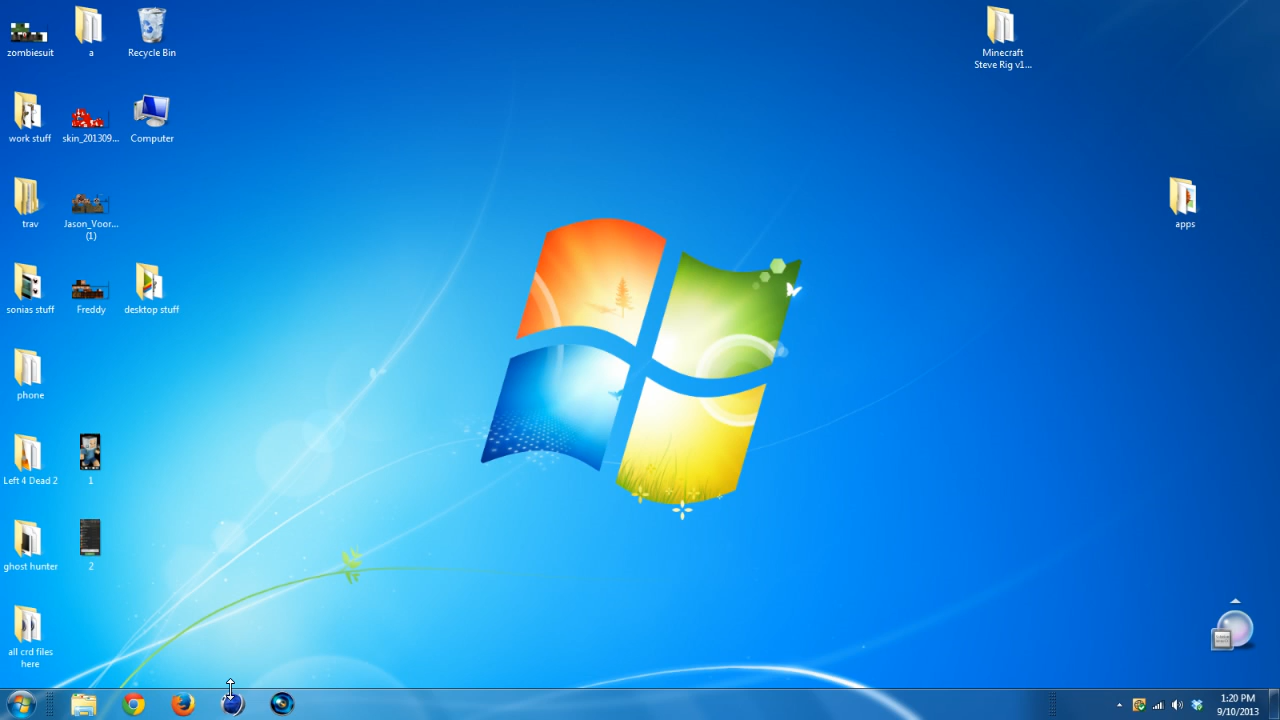 zombiesuit
a
Recycle Bin
Minecraft
Steve Rig v1...
work stuff
skin_201309...
Computer
trav
Jason_Voor...
(1)
apps
sonias stuff
Freddy
desktop stuff
phone
Left 4 Dead 2
1
ghost hunter
2
all crd files
here
1:20 PM
9/10/2013